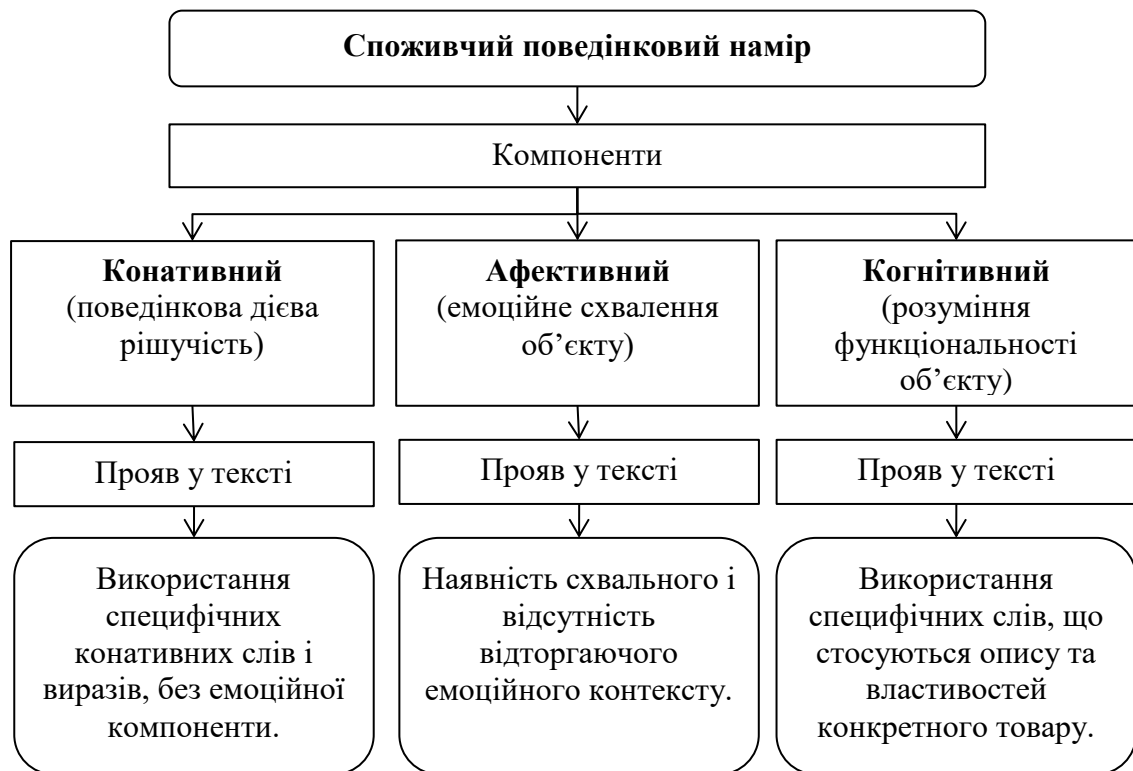 Споживчий поведінковий намір
Компоненти
Конативний
(поведінкова дієва
рішучість)
Афективний
(емоційне схвалення
об’єкту)
Когнітивний
(розуміння
функціональності
об’єкту)
Прояв у тексті
Прояв у тексті
Прояв у тексті
Використання
специфічних
конативних слів і
виразів, без емоційної
компоненти.
Наявність схвального і
відсутність
відторгаючого
емоційного контексту.
Використання
специфічних слів, що
стосуються опису та
властивостей
конкретного товару.